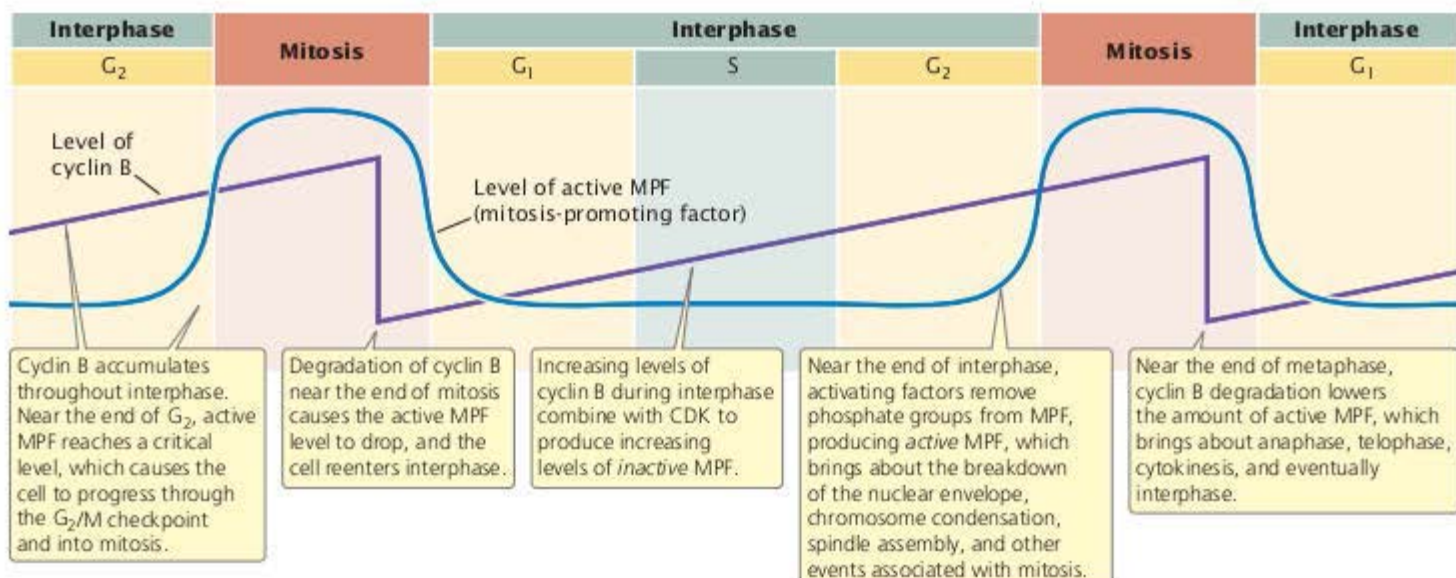 Interphase
Mitosis
Interphase
Mitosis
Interphase
G₂
G₁
S
G₂
G₁
Level of
cyclin B
Level of active MPF
(mitosis-promoting factor)
Cyclin B accumulates
throughout interphase.
Near the end of G₂, active
MPF reaches a critical
level, which causes the
cell to progress through
the G₂/M checkpoint
and into mitosis.
Degradation of cyclin B
near the end of mitosis
causes the active MPF
level to drop, and the
cell reenters interphase.
Increasing levels of
cyclin B during interphase
combine with CDK to
produce increasing
levels of inactive MPF.
Near the end of interphase,
activating factors remove
phosphate groups from MPF,
producing active MPF, which
brings about the breakdown
of the nuclear envelope,
chromosome condensation,
spindle assembly, and other
events associated with mitosis.
Near the end of metaphase,
cyclin B degradation lowers
the amount of active MPF, which
brings about anaphase, telophase,
cytokinesis, and eventually
interphase.